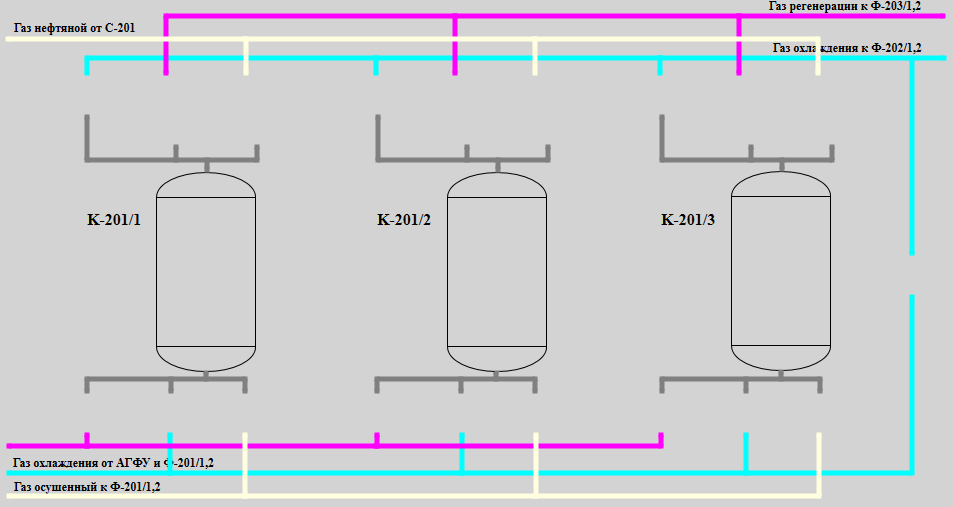 Газ регенерации к Ф-203/1,2
Газ нефтяной от С-201
Газ охлаждения к Ф-202/1,2
К-201/1
К-201/2
К-201/3
Газ охлаждения от АГФУ и Ф-201/1,2
Газ осушенный к Ф-201/1,2